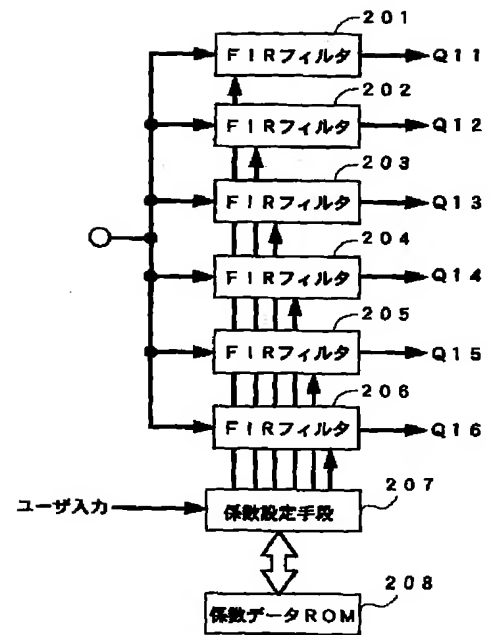 201
FIRフィルタ
Q11
202
FIRフィルタ
Q12
203
FIRフィルタ
Q13
204
FIRフィルタ
Q14
205
FIRフィルタ
Q15
206
FIRフィルタ
Q16
207
ユーザ入力
係数設定手段
208
係数データROM